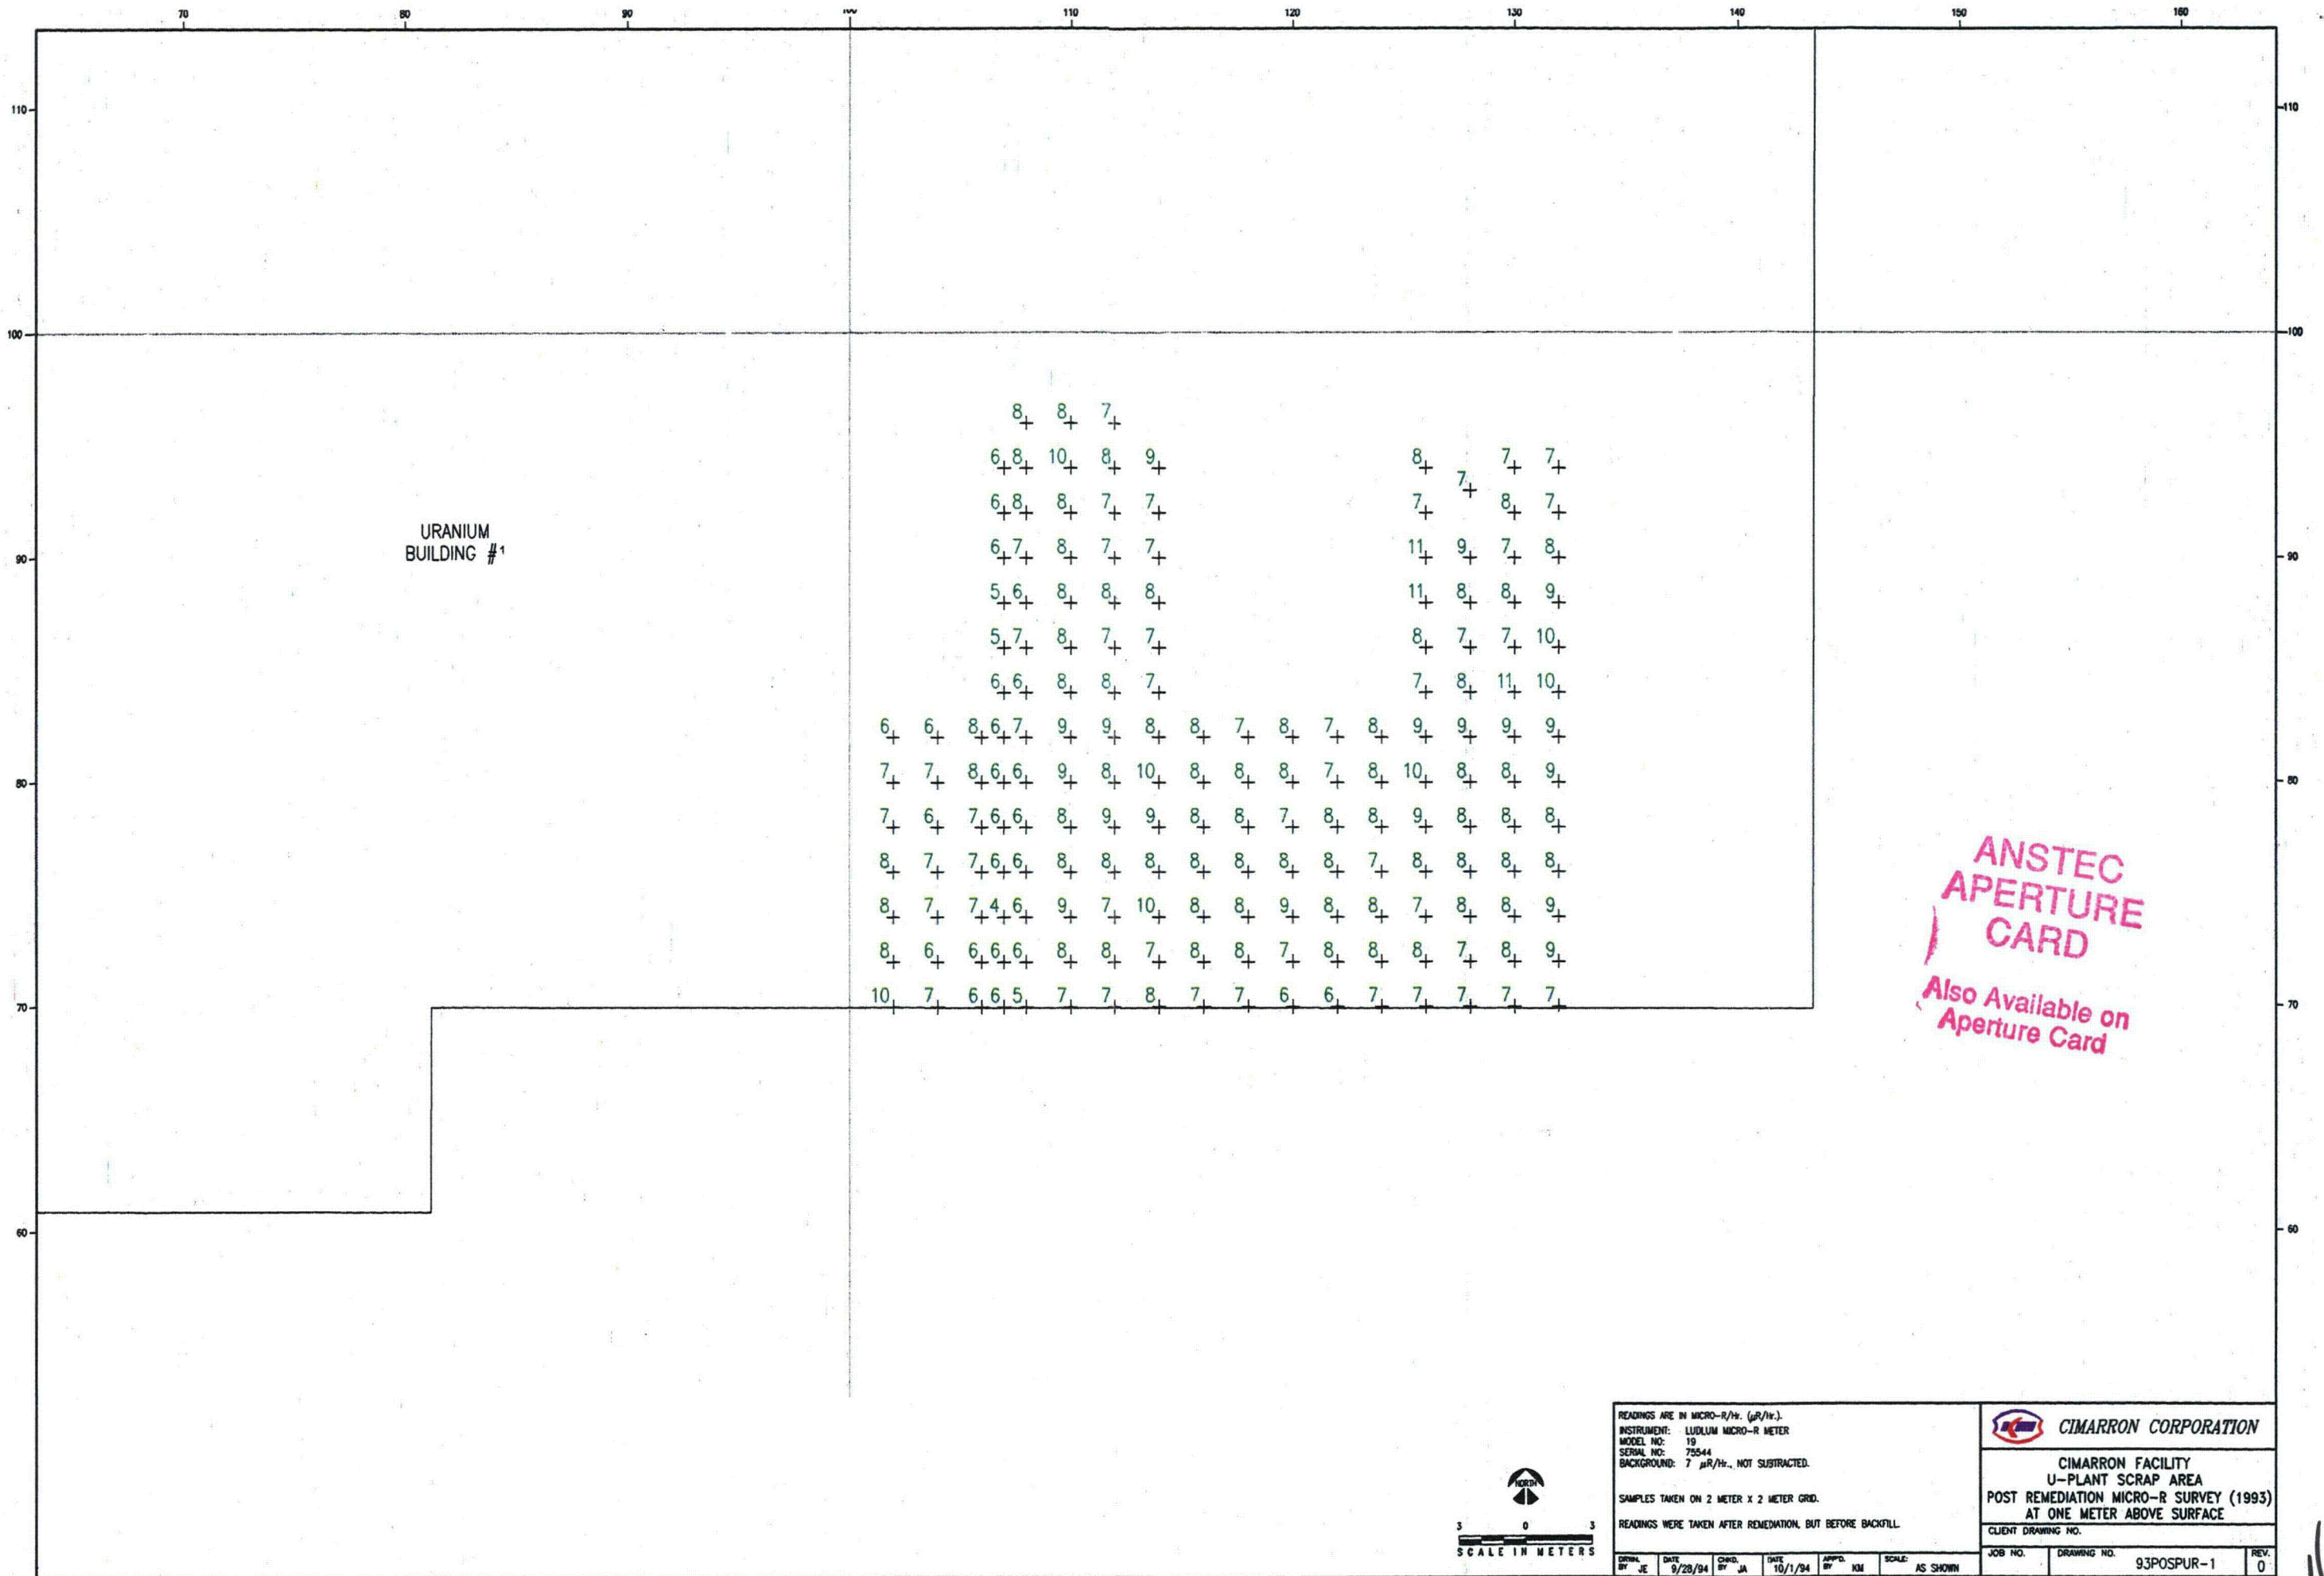 70 80 90 100 110 120 130 140 150 160
110 110
100 100
8 8 7
6 8 10 8 9 8 7 7
7
6 8 8 7 7 7 8 7
URANIUM
BUILDING #1
6 7 8 7 7 11 9 7 8
90 90
5 6 8 8 8 11 8 8 9
5 7 8 7 7 8 7 7 10
6 6 8 8 7 7 8 11 10
6 6 8 6 7 9 9 8 8 7 8 7 8 9 9 9 9
7 7 8 6 6 9 8 10 8 8 8 7 8 10 8 8 9
80 80
7 6 7 6 6 8 9 9 8 8 7 8 8 9 8 8 8
8 7 7 6 6 8 8 8 8 8 8 8 7 8 8 8 8
8 7 7 4 6 9 7 10 8 8 9 8 8 7 8 8 9
8 6 6 6 6 8 8 7 8 8 7 8 8 8 7 8 9
10 7 6 6 5 7 7 8 7 7 6 6 7 7 7 7 7
70 70
60 60
ANSTEC
APERTURE
CARD
Also Available on
Aperture Card
NORTH
3 0 3
SCALE IN METERS
READINGS ARE IN MICRO-R/Hr. (µR/Hr.).
INSTRUMENT: LUDLUM MICRO-R METER
MODEL NO: 19
SERIAL NO: 75544
BACKGROUND: 7 µR/Hr., NOT SUBTRACTED.
SAMPLES TAKEN ON 2 METER X 2 METER GRID.
READINGS WERE TAKEN AFTER REMEDIATION, BUT BEFORE BACKFILL.
DRWN. BY JE DATE 9/28/94 CHKD. BY JA DATE 10/1/94 APP'D. BY KM SCALE: AS SHOWN
CIMARRON CORPORATION
CIMARRON FACILITY
U-PLANT SCRAP AREA
POST REMEDIATION MICRO-R SURVEY (1993)
AT ONE METER ABOVE SURFACE
CLIENT DRAWING NO.
JOB NO. DRAWING NO. 93POSPUR-1 REV. 0